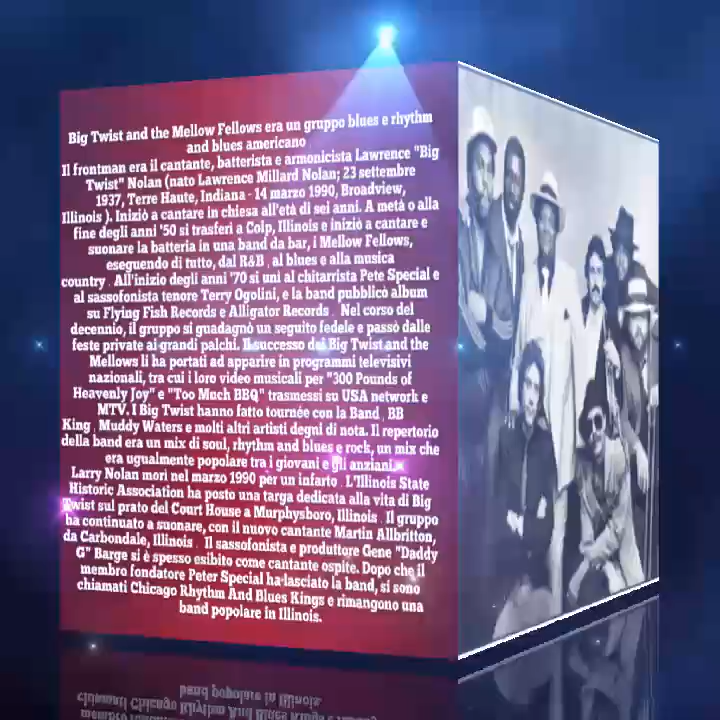 Big Twist and the Mellow Fellows era un gruppo blues e rhythm
and blues americano
Il frontman era il cantante, batterista e armonicista Lawrence "Big
Twist" Nolan (nato Lawrence Millard Nolan; 23 settembre
1937, Terre Haute, Indiana - 14 marzo 1990, Broadview,
Illinois ). Iniziò a cantare in chiesa all'età di sei anni. A metà o alla
fine degli anni '50 si trasferì a Colp, Illinois e iniziò a cantare e
suonare la batteria in una band da bar, i Mellow Fellows,
eseguendo di tutto, dal R&B , al blues e alla musica
country . All'inizio degli anni '70 si unì al chitarrista Pete Special e
al sassofonista tenore Terry Ogolini, e la band pubblicò album
su Flying Fish Records e Alligator Records . Nel corso del
decennio, il gruppo si guadagnò un seguito fedele e passò dalle
feste private ai grandi palchi. Il successo dei Big Twist and the
Mellows li ha portati ad apparire in programmi televisivi
nazionali, tra cui i loro video musicali per "300 Pounds of
Heavenly Joy" e "Too Much BBQ" trasmessi su USA network e
MTV. I Big Twist hanno fatto tournée con la Band , BB
King , Muddy Waters e molti altri artisti degni di nota. Il repertorio
della band era un mix di soul, rhythm and blues e rock, un mix che
era ugualmente popolare tra i giovani e gli anziani.
Larry Nolan morì nel marzo 1990 per un infarto . L'Illinois State
Historic Association ha posto una targa dedicata alla vita di Big
Twist sul prato del Court House a Murphysboro, Illinois . Il gruppo
ha continuato a suonare, con il nuovo cantante Martin Allbritton,
da Carbondale, Illinois . Il sassofonista e produttore Gene "Daddy
G" Barge si è spesso esibito come cantante ospite. Dopo che il
membro fondatore Peter Special ha lasciato la band, si sono
chiamati Chicago Rhythm And Blues Kings e rimangono una
band popolare in Illinois.